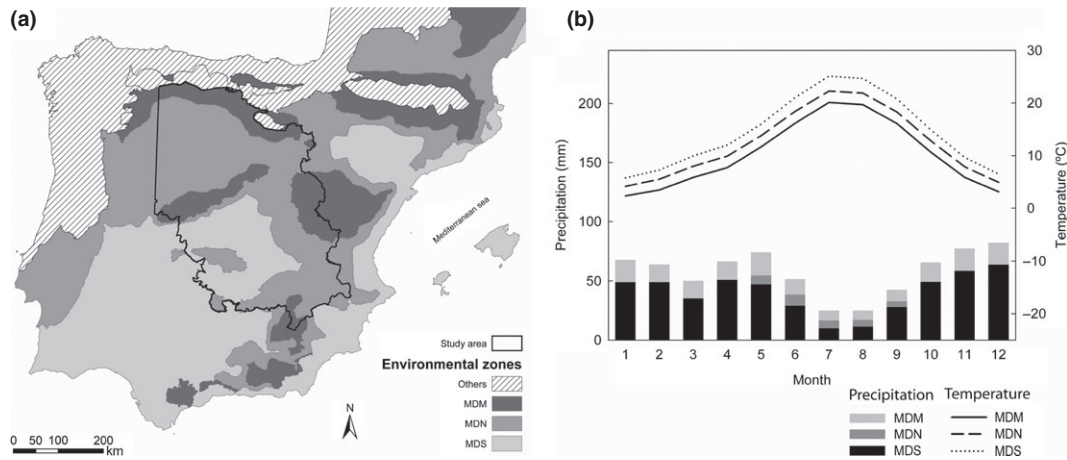 (a)
Mediterranean sea
Study area
Environmental zones
Others
MDM
MDN
MDS
N
0 50 100 200
km
(b)
Precipitation (mm)
200
150
100
50
0
30
20
10
0
−10
−20
Temperature (ºC)
1 2 3 4 5 6 7 8 9 10 11 12
Month
Precipitation
MDM
MDN
MDS
Temperature
MDM
MDN
MDS